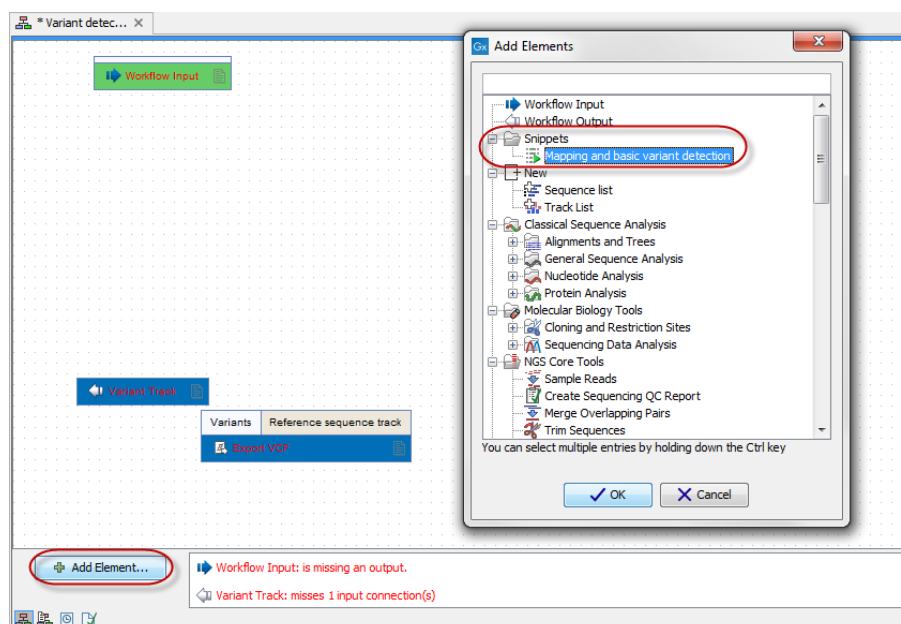 * Variant detec...
Workflow Input
Variant Track
Variants Reference sequence track
Export VCF
Gx Add Elements
Workflow Input
Workflow Output
Snippets
Mapping and basic variant detection
New
Sequence list
Track List
Classical Sequence Analysis
Alignments and Trees
General Sequence Analysis
Nucleotide Analysis
Protein Analysis
Molecular Biology Tools
Cloning and Restriction Sites
Sequencing Data Analysis
NGS Core Tools
Sample Reads
Create Sequencing QC Report
Merge Overlapping Pairs
Trim Sequences
You can select multiple entries by holding down the Ctrl key
OK Cancel
Add Element...
Workflow Input: is missing an output.
Variant Track: misses 1 input connection(s)